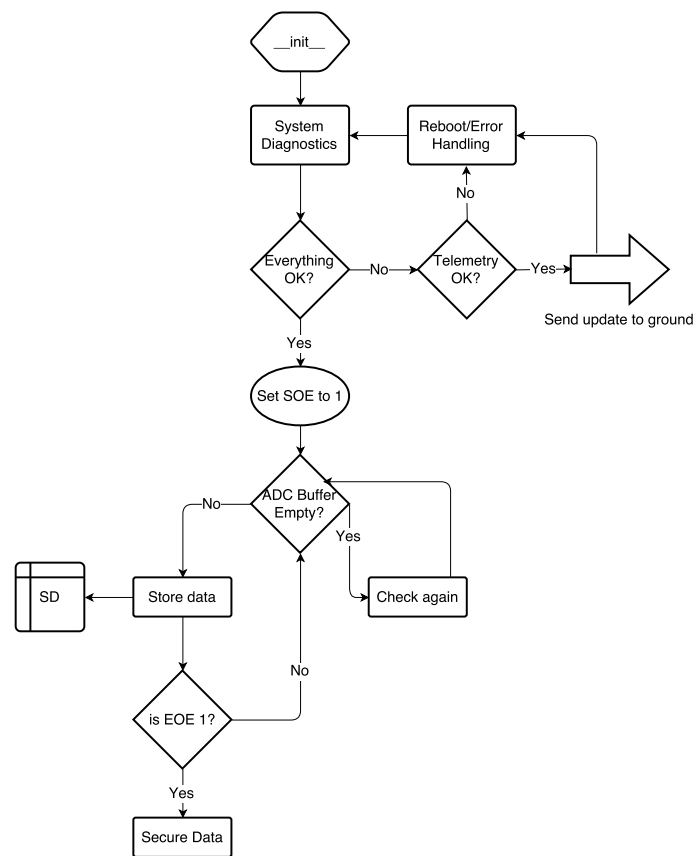 __init__
System
Diagnostics
Reboot/Error
Handling
No
Everything
OK?
No
Telemetry
OK?
Yes
Send update to ground
Yes
Set SOE to 1
ADC Buffer
Empty?
No
Yes
SD
Store data
Check again
No
is EOE 1?
Yes
Secure Data